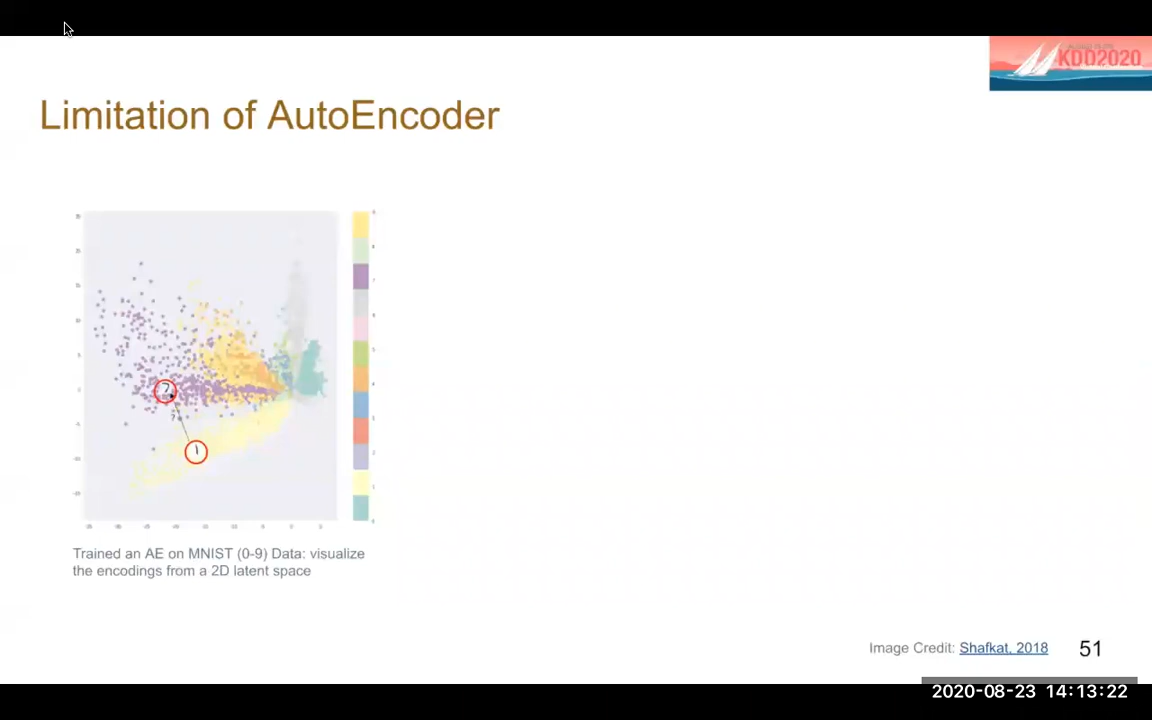 KDD2020
Limitation of AutoEncoder
7
?
1
Trained an AE on MNIST (0-9) Data: visualize
the encodings from a 2D latent space
Image Credit: Shafkat, 2018
51
2020-08-23 14:13:22